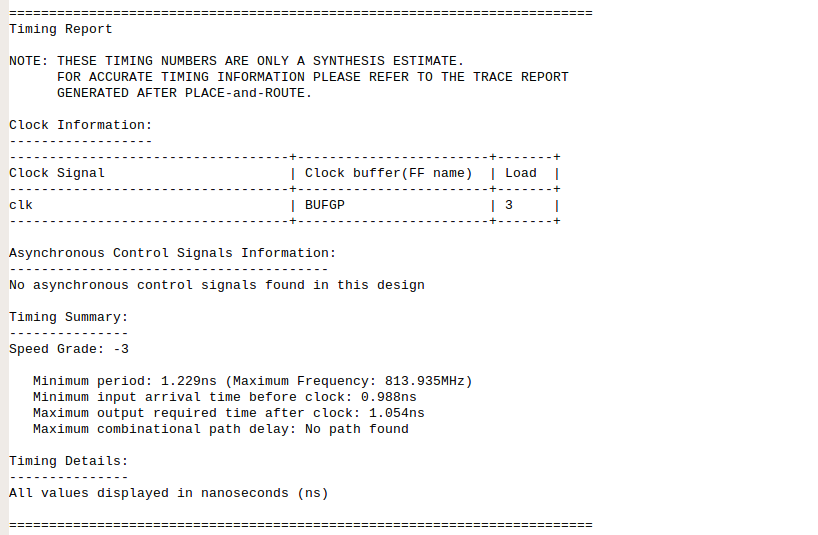 =========================================================================
Timing Report

NOTE: THESE TIMING NUMBERS ARE ONLY A SYNTHESIS ESTIMATE.
      FOR ACCURATE TIMING INFORMATION PLEASE REFER TO THE TRACE REPORT
      GENERATED AFTER PLACE-and-ROUTE.

Clock Information:
------------------
-----------------------------------+------------------------+-------+
Clock Signal                       | Clock buffer(FF name)  | Load  |
-----------------------------------+------------------------+-------+
clk                                | BUFGP                  | 3     |
-----------------------------------+------------------------+-------+

Asynchronous Control Signals Information:
----------------------------------------
No asynchronous control signals found in this design

Timing Summary:
---------------
Speed Grade: -3

   Minimum period: 1.229ns (Maximum Frequency: 813.935MHz)
   Minimum input arrival time before clock: 0.988ns
   Maximum output required time after clock: 1.054ns
   Maximum combinational path delay: No path found

Timing Details:
---------------
All values displayed in nanoseconds (ns)

=========================================================================